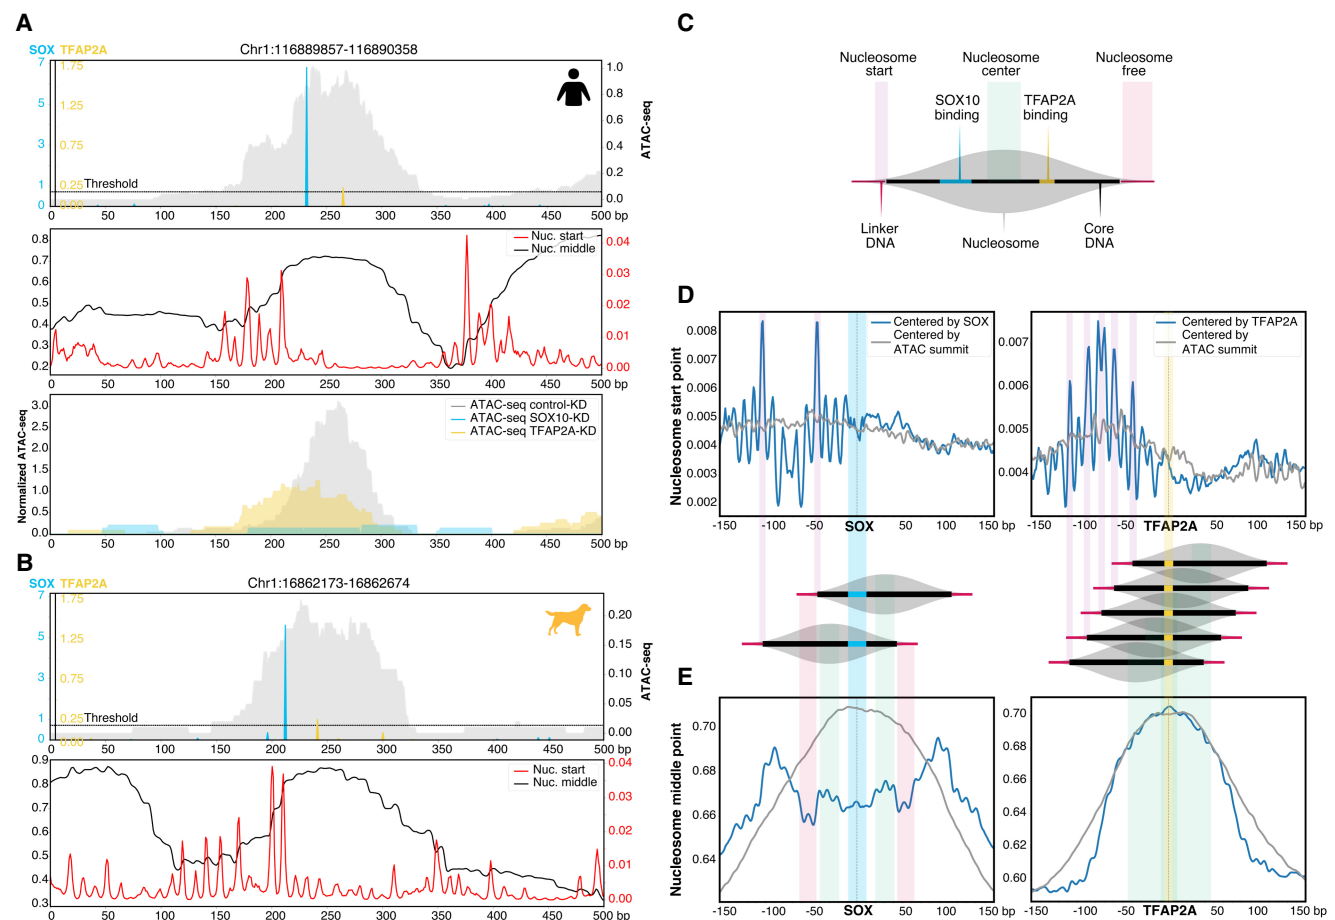 A
SOX TFAP2A
Chr1:116889857-116890358
7
5
3
1
0
1.75
1.25
0.75
0.25
0.00
Threshold
1.0
0.8
0.6
0.4
0.2
0.0
ATAC-seq
0 50 100 150 200 250 300 350 400 450 500 bp
0.8
0.7
0.6
0.5
0.4
0.3
0.2
Nuc. start
Nuc. middle
0.04
0.03
0.02
0.01
0.00
0 50 100 150 200 250 300 350 400 450 500 bp
Normalized ATAC-seq
3.0
2.5
2.0
1.5
1.0
0.5
0.0
ATAC-seq control-KD
ATAC-seq SOX10-KD
ATAC-seq TFAP2A-KD
0 50 100 150 200 250 300 350 400 450 500 bp
B
SOX TFAP2A
Chr1:16862173-16862674
7
5
3
1
0
1.75
1.25
0.75
0.25
0.00
Threshold
0.20
0.15
0.10
0.05
0.00
ATAC-seq
0 50 100 150 200 250 300 350 400 450 500 bp
0.9
0.8
0.7
0.6
0.5
0.4
0.3
Nuc. start
Nuc. middle
0.04
0.03
0.02
0.01
0.00
0 50 100 150 200 250 300 350 400 450 500 bp
C
Nucleosome
start
Nucleosome
center
Nucleosome
free
SOX10
binding
TFAP2A
binding
Linker
DNA
Nucleosome
Core
DNA
D
Nucleosome start point
0.008
0.007
0.006
0.005
0.004
0.003
0.002
Centered by SOX
Centered by
ATAC summit
-150 -100 -50 SOX 50 100 150 bp
0.007
0.006
0.005
0.004
Centered by TFAP2A
Centered by
ATAC summit
-150 -100 -50 TFAP2A 50 100 150 bp
E
Nucleosome middle point
0.70
0.68
0.66
0.64
-150 -100 -50 SOX 50 100 150 bp
0.70
0.68
0.66
0.64
0.62
0.60
-150 -100 -50 TFAP2A 50 100 150 bp